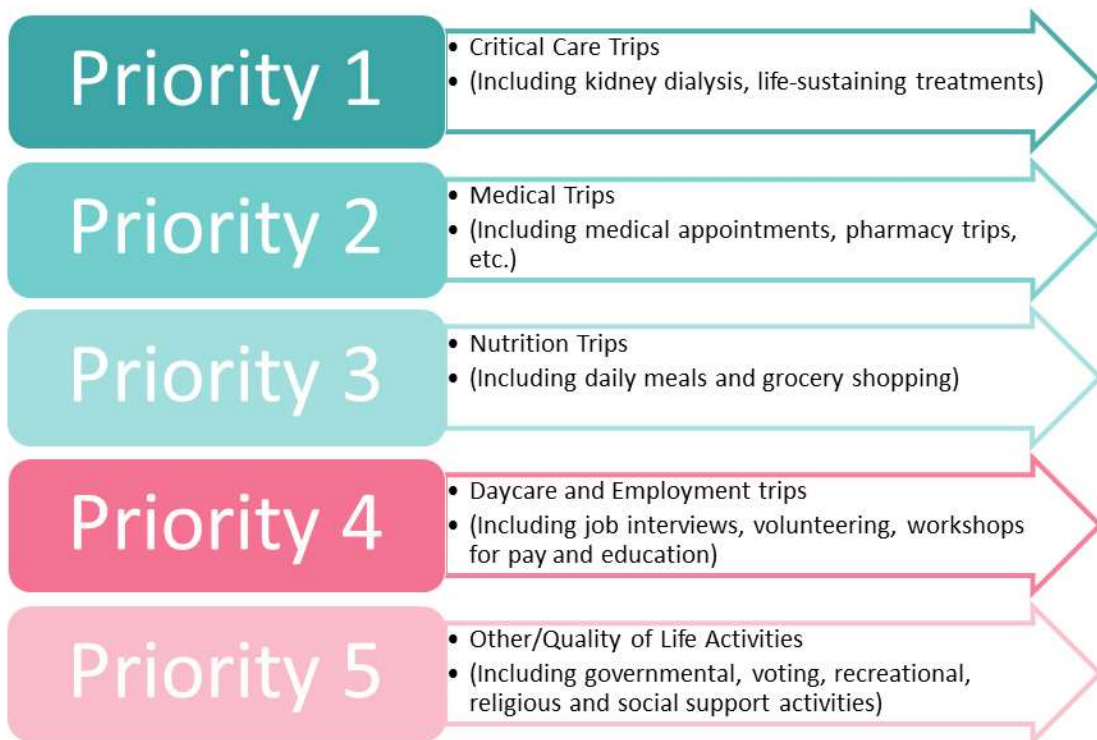 Priority 1
• Critical Care Trips
• (Including kidney dialysis, life-sustaining treatments)
Priority 2
• Medical Trips
• (Including medical appointments, pharmacy trips,
etc.)
Priority 3
• Nutrition Trips
• (Including daily meals and grocery shopping)
Priority 4
• Daycare and Employment trips
• (Including job interviews, volunteering, workshops
for pay and education)
Priority 5
• Other/Quality of Life Activities
• (Including governmental, voting, recreational,
religious and social support activities)